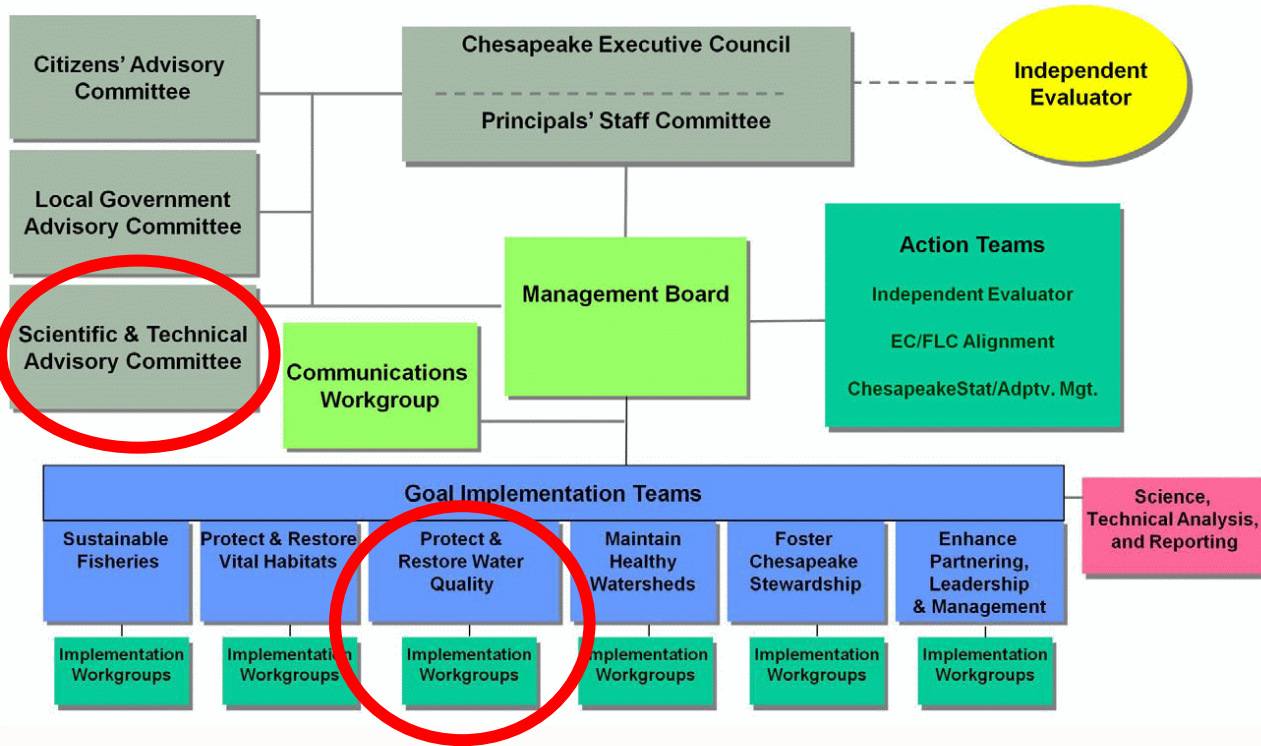 Citizens' Advisory
Committee
Chesapeake Executive Council
Principals' Staff Committee
Independent
Evaluator
Local Government
Advisory Committee
Scientific & Technical
Advisory Committee
Management Board
Action Teams
Independent Evaluator
EC/FLC Alignment
ChesapeakeStat/Adptv. Mgt.
Communications
Workgroup
Goal Implementation Teams
Science,
Technical Analysis,
and Reporting
Sustainable
Fisheries
Protect & Restore
Vital Habitats
Protect &
Restore Water
Quality
Maintain
Healthy
Watersheds
Foster
Chesapeake
Stewardship
Enhance
Partnering,
Leadership
& Management
Implementation
Workgroups
Implementation
Workgroups
Implementation
Workgroups
Implementation
Workgroups
Implementation
Workgroups
Implementation
Workgroups